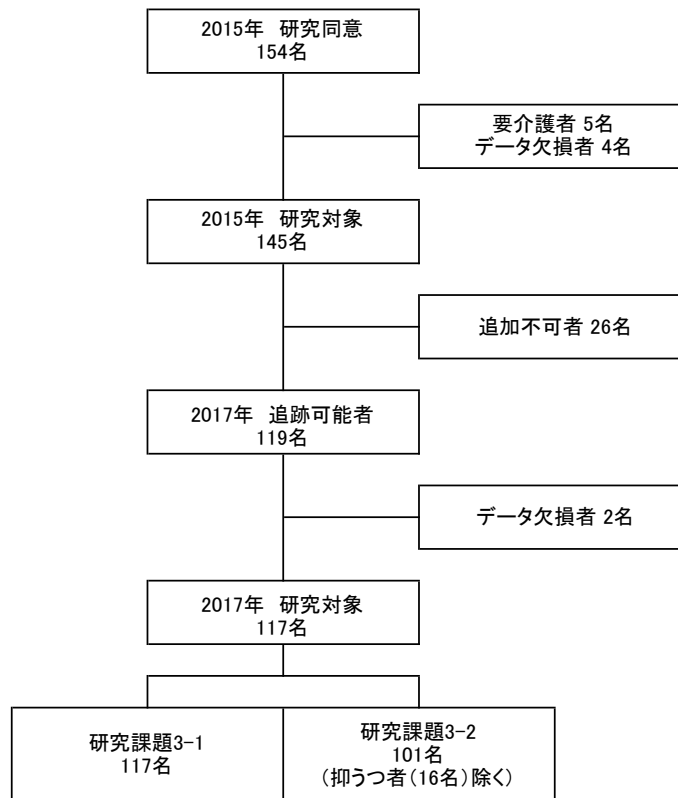 2015年 研究同意
154名
要介護者 5名
データ欠損者 4名
2015年 研究対象
145名
追加不可者 26名
2017年 追跡可能者
119名
データ欠損者 2名
2017年 研究対象
117名
研究課題3-1
117名
研究課題3-2
101名
(抑うつ者(16名)除く)